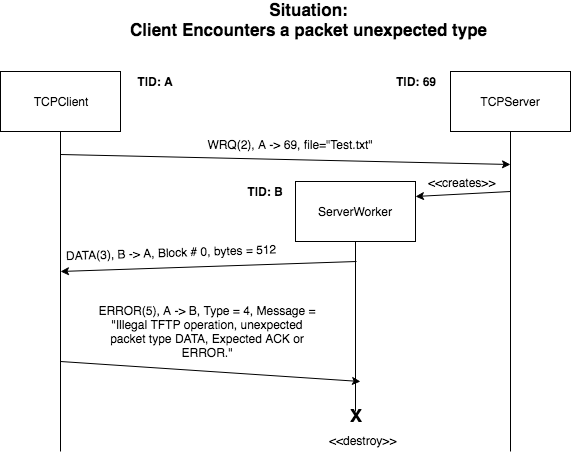 Situation:
Client Encounters a packet unexpected type
TID: A
TID: 69
TCPClient
TCPServer
WRQ(2), A -> 69, file="Test.txt"
<<creates>>
TID: B
ServerWorker
DATA(3), B -> A, Block # 0, bytes = 512
ERROR(5), A -> B, Type = 4, Message =
"Illegal TFTP operation, unexpected
packet type DATA, Expected ACK or
ERROR."
X
<<destroy>>